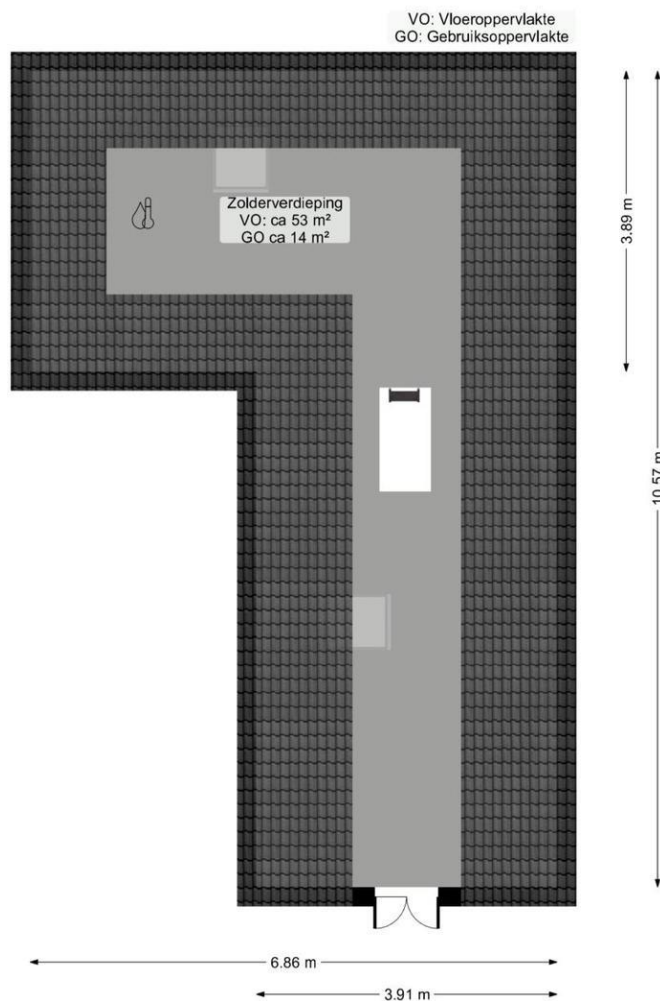 VO: Vloeroppervlakte
GO: Gebruiksoppervlakte
3.89 m
Zolderverdieping
VO: ca 53 m²
GO ca 14 m²
10.57 m
6.86 m
3.91 m